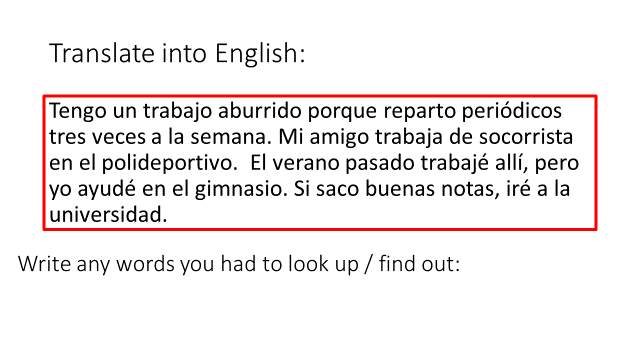 Translate into English:
Tengo un trabajo aburrido porque reparto periódicos
tres veces a la semana. Mi amigo trabaja de socorrista
en el polideportivo.  El verano pasado trabajé allí, pero
yo ayudé en el gimnasio. Si saco buenas notas, iré a la
universidad.
Write any words you had to look up / find out: